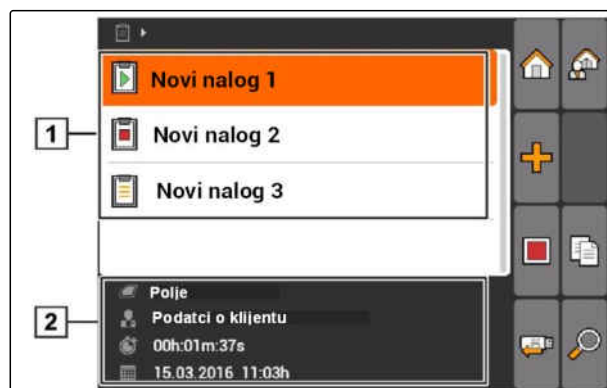 Novi nalog 1
1
Novi nalog 2
Novi nalog 3
Polje
2
Podatci o klijentu
00h:01m:37s
15.03.2016 11:03h